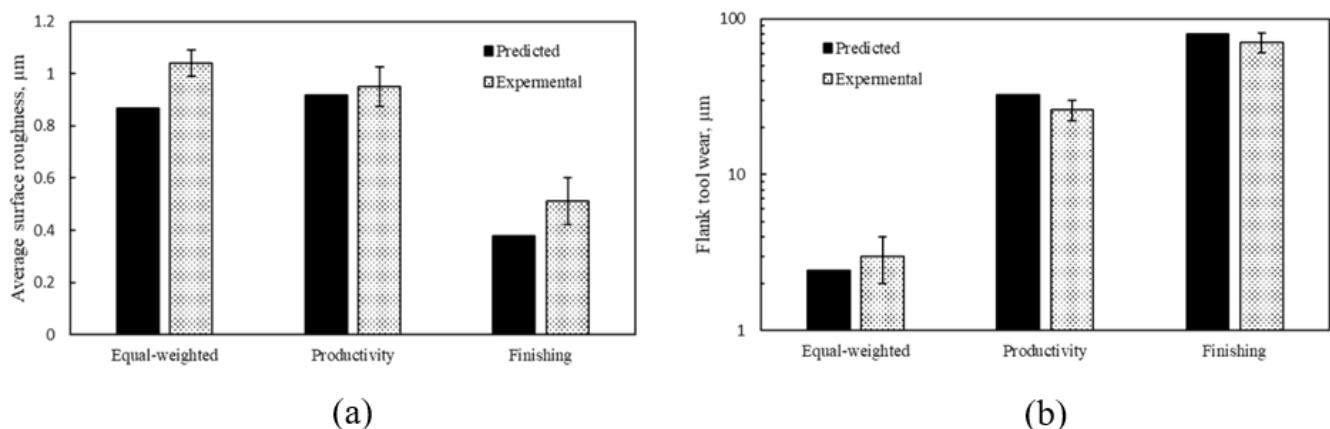 1.2
1
0.8
0.6
0.4
0.2
0
Average surface roughness, μm
Predicted
Expermental
Equal-weighted Productivity Finishing
(a)
100
10
1
Flank tool wear, μm
Predicted
Expermental
Equal-weighted Productivity Finishing
(b)